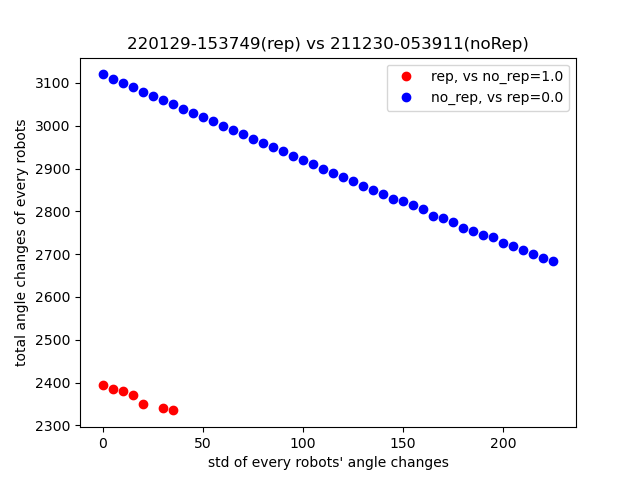 220129-153749(rep) vs 211230-053911(noRep)
rep, vs no_rep=1.0
no_rep, vs rep=0.0
total angle changes of every robots
3100
3000
2900
2800
2700
2600
2500
2400
2300
0 50 100 150 200
std of every robots' angle changes